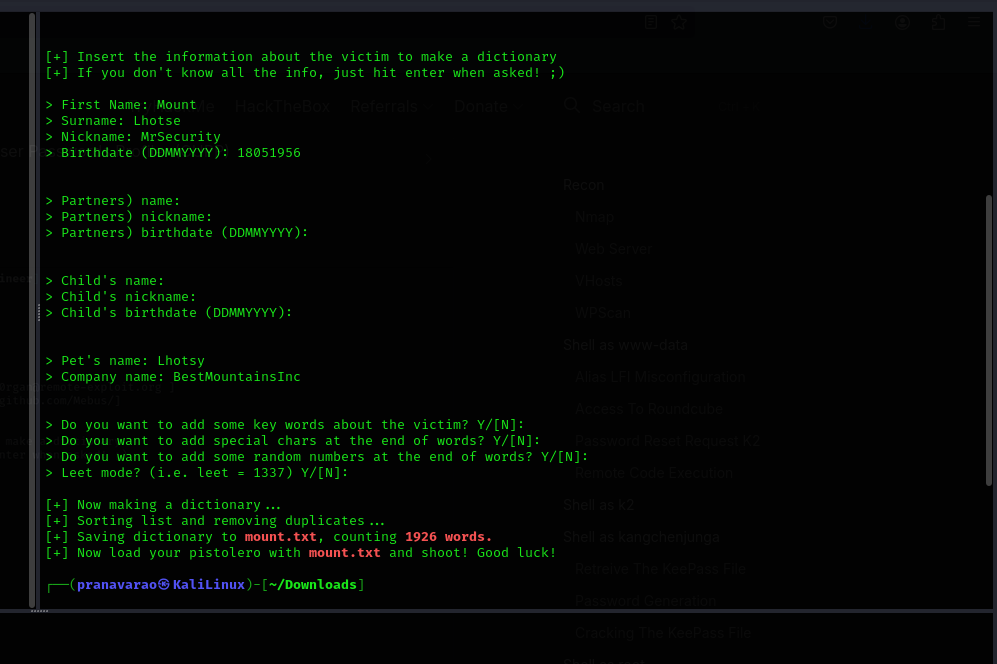 [+] Insert the information about the victim to make a dictionary
[+] If you don't know all the info, just hit enter when asked! ;)
HackTheBox Referrals Donate Search
> First Name: Mount
> Surname: Lhotse
> Nickname: MrSecurity
> Birthdate (DDMMYYYY): 18051956
> Partners) name:
> Partners) nickname:
> Partners) birthdate (DDMMYYYY):
> Child's name:
> Child's nickname:
> Child's birthdate (DDMMYYYY):
> Pet's name: Lhotsy
> Company name: BestMountainsInc
> Do you want to add some key words about the victim? Y/[N]:
> Do you want to add special chars at the end of words? Y/[N]:
> Do you want to add some random numbers at the end of words? Y/[N]:
> Leet mode? (i.e. leet = 1337) Y/[N]:
[+] Now making a dictionary...
[+] Sorting list and removing duplicates...
[+] Saving dictionary to mount.txt, counting 1926 words.
[+] Now load your pistolero with mount.txt and shoot! Good luck!
┌──(pranavarao㉿KaliLinux)-[~/Downloads]
Recon
Nmap
Web Server
VHosts
WPScan
Shell as www-data
Alias LFI Misconfiguration
Access To Roundcube
Password Reset Request K2
Remote Code Execution
Shell as k2
Shell as kangchenjunga
Retreive The KeePass File
Password Generation
Cracking The KeePass File